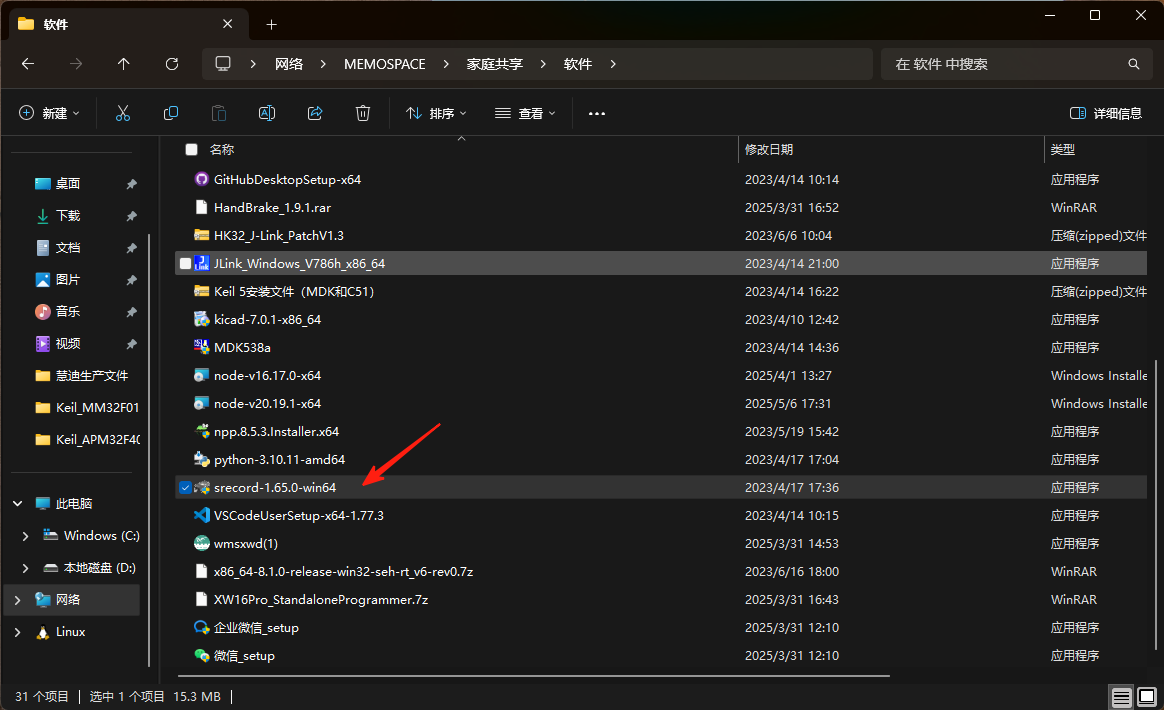 软件
网络 MEMOSPACE 家庭共享 软件 在 软件 中搜索
新建 排序 查看 详细信息
名称 修改日期 类型
桌面
下载
文档
图片
音乐
视频
慧迪生产文件
Keil_MM32F01
Keil_APM32F40
此电脑
Windows (C:)
本地磁盘 (D:)
网络
Linux
GitHubDesktopSetup-x64 2023/4/14 10:14 应用程序
HandBrake_1.9.1.rar 2025/3/31 16:52 WinRAR
HK32_J-Link_PatchV1.3 2023/6/6 10:04 压缩(zipped)文件
JLink_Windows_V786h_x86_64 2023/4/14 21:00 应用程序
Keil 5安装文件（MDK和C51） 2023/4/14 16:22 压缩(zipped)文件
kicad-7.0.1-x86_64 2023/4/10 12:42 应用程序
MDK538a 2023/4/14 14:36 应用程序
node-v16.17.0-x64 2025/4/1 13:27 Windows Installe
node-v20.19.1-x64 2025/5/6 17:31 Windows Installe
npp.8.5.3.Installer.x64 2023/5/19 15:42 应用程序
python-3.10.11-amd64 2023/4/17 17:04 应用程序
srecord-1.65.0-win64 2023/4/17 17:36 应用程序
VSCodeUserSetup-x64-1.77.3 2023/4/14 10:15 应用程序
wmsxwd(1) 2025/3/31 14:53 应用程序
x86_64-8.1.0-release-win32-seh-rt_v6-rev0.7z 2023/6/16 18:00 WinRAR
XW16Pro_StandaloneProgrammer.7z 2025/3/31 16:43 WinRAR
企业微信_setup 2025/3/31 12:10 应用程序
微信_setup 2025/3/31 12:10 应用程序
31 个项目 选中 1 个项目 15.3 MB